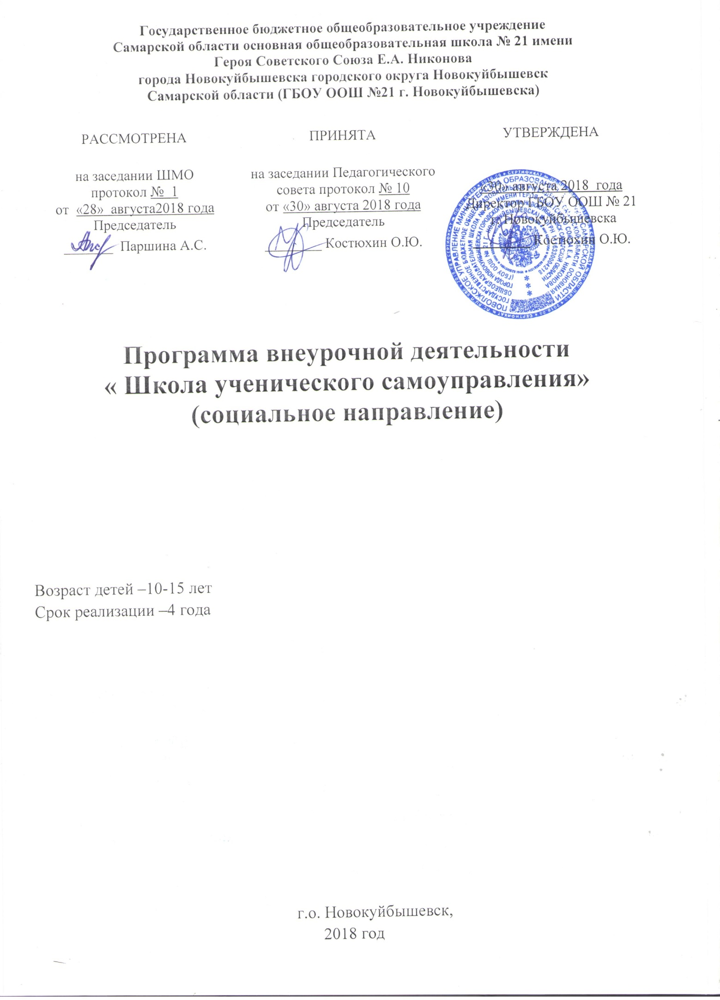 Государственное бюджетное общеобразовательное учреждение
Самарской области основная общеобразовательная школа № 21 имени
Героя Советского Союза Е.А. Никонова
города Новокуйбышевска городского округа Новокуйбышевск
Самарской области (ГБОУ ООШ №21 г. Новокуйбышевска)
РАССМОТРЕНА
на заседании ШМО
протокол № 1
от «28» августа2018 года
Председатель
Паршина А.С.
ПРИНЯТА
на заседании Педагогического
совета протокол № 10
от «30» августа 2018 года
Председатель
Костюхин О.Ю.
УТВЕРЖДЕНА
«30» августа 2018 года
Директор ГБОУ ООШ № 21
г. Новокуйбышевска
Костюхин О.Ю.
Программа внеурочной деятельности
« Школа ученического самоуправления»
(социальное направление)
Возраст детей –10-15 лет
Срок реализации –4 года
г.о. Новокуйбышевск,
2018 год